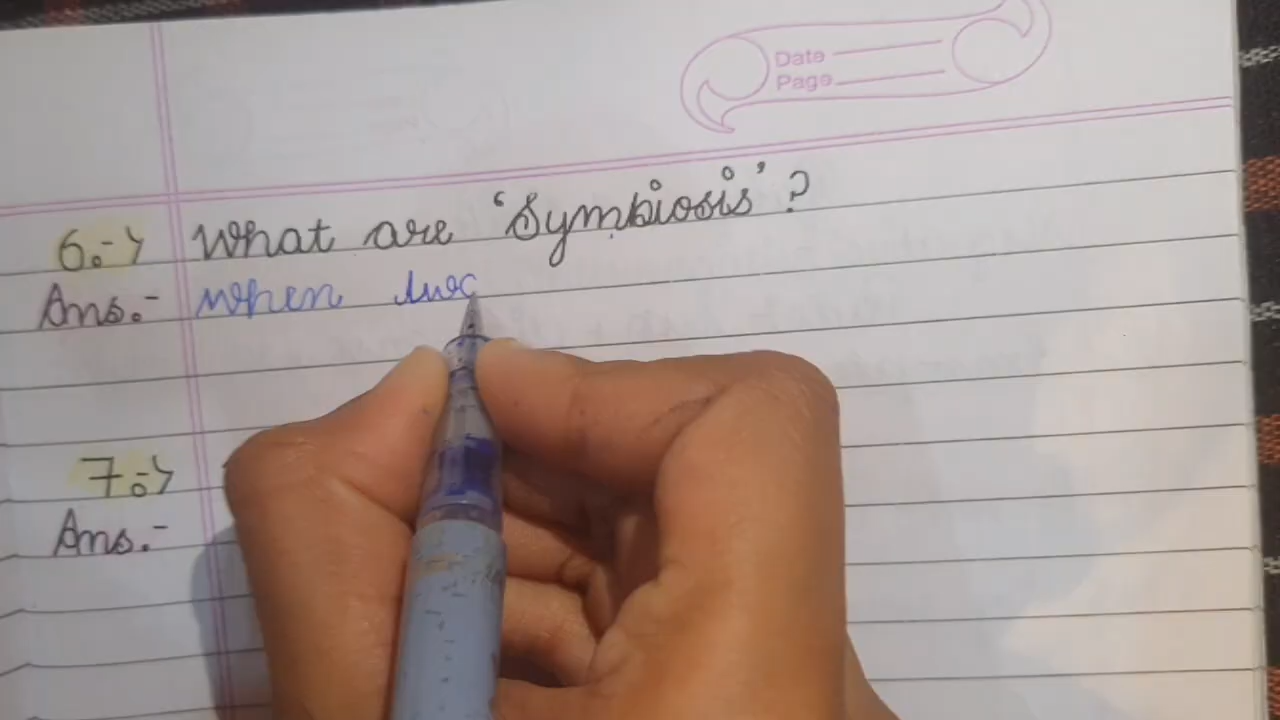 Date
Page
6.→ What are 'Symbiosis'?
Ans.- When two
7.→
Ans.-